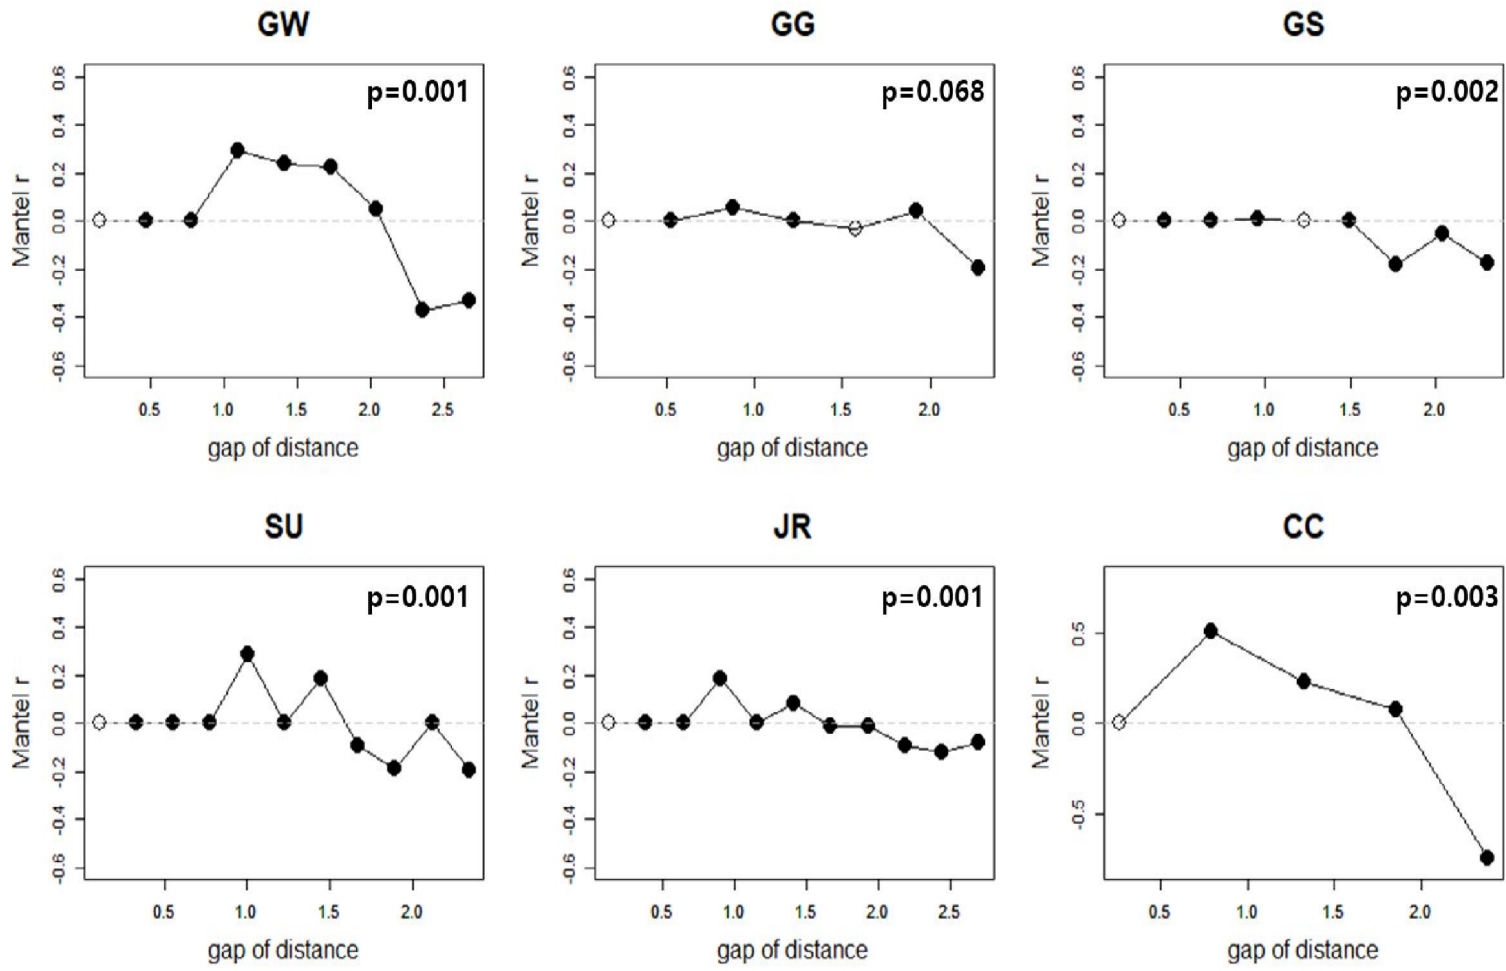 GW
p=0.001
Mantel r
0.6
0.4
0.2
0.0
-0.2
-0.4
-0.6
0.5 1.0 1.5 2.0 2.5
gap of distance
GG
p=0.068
Mantel r
0.6
0.4
0.2
0.0
-0.2
-0.4
-0.6
0.5 1.0 1.5 2.0
gap of distance
GS
p=0.002
Mantel r
0.6
0.4
0.2
0.0
-0.2
-0.4
-0.6
0.5 1.0 1.5 2.0
gap of distance
SU
p=0.001
Mantel r
0.6
0.4
0.2
0.0
-0.2
-0.4
-0.6
0.5 1.0 1.5 2.0
gap of distance
JR
p=0.001
Mantel r
0.6
0.4
0.2
0.0
-0.2
-0.4
-0.6
0.5 1.0 1.5 2.0 2.5
gap of distance
CC
p=0.003
Mantel r
0.5
0.0
-0.5
0.5 1.0 1.5 2.0
gap of distance